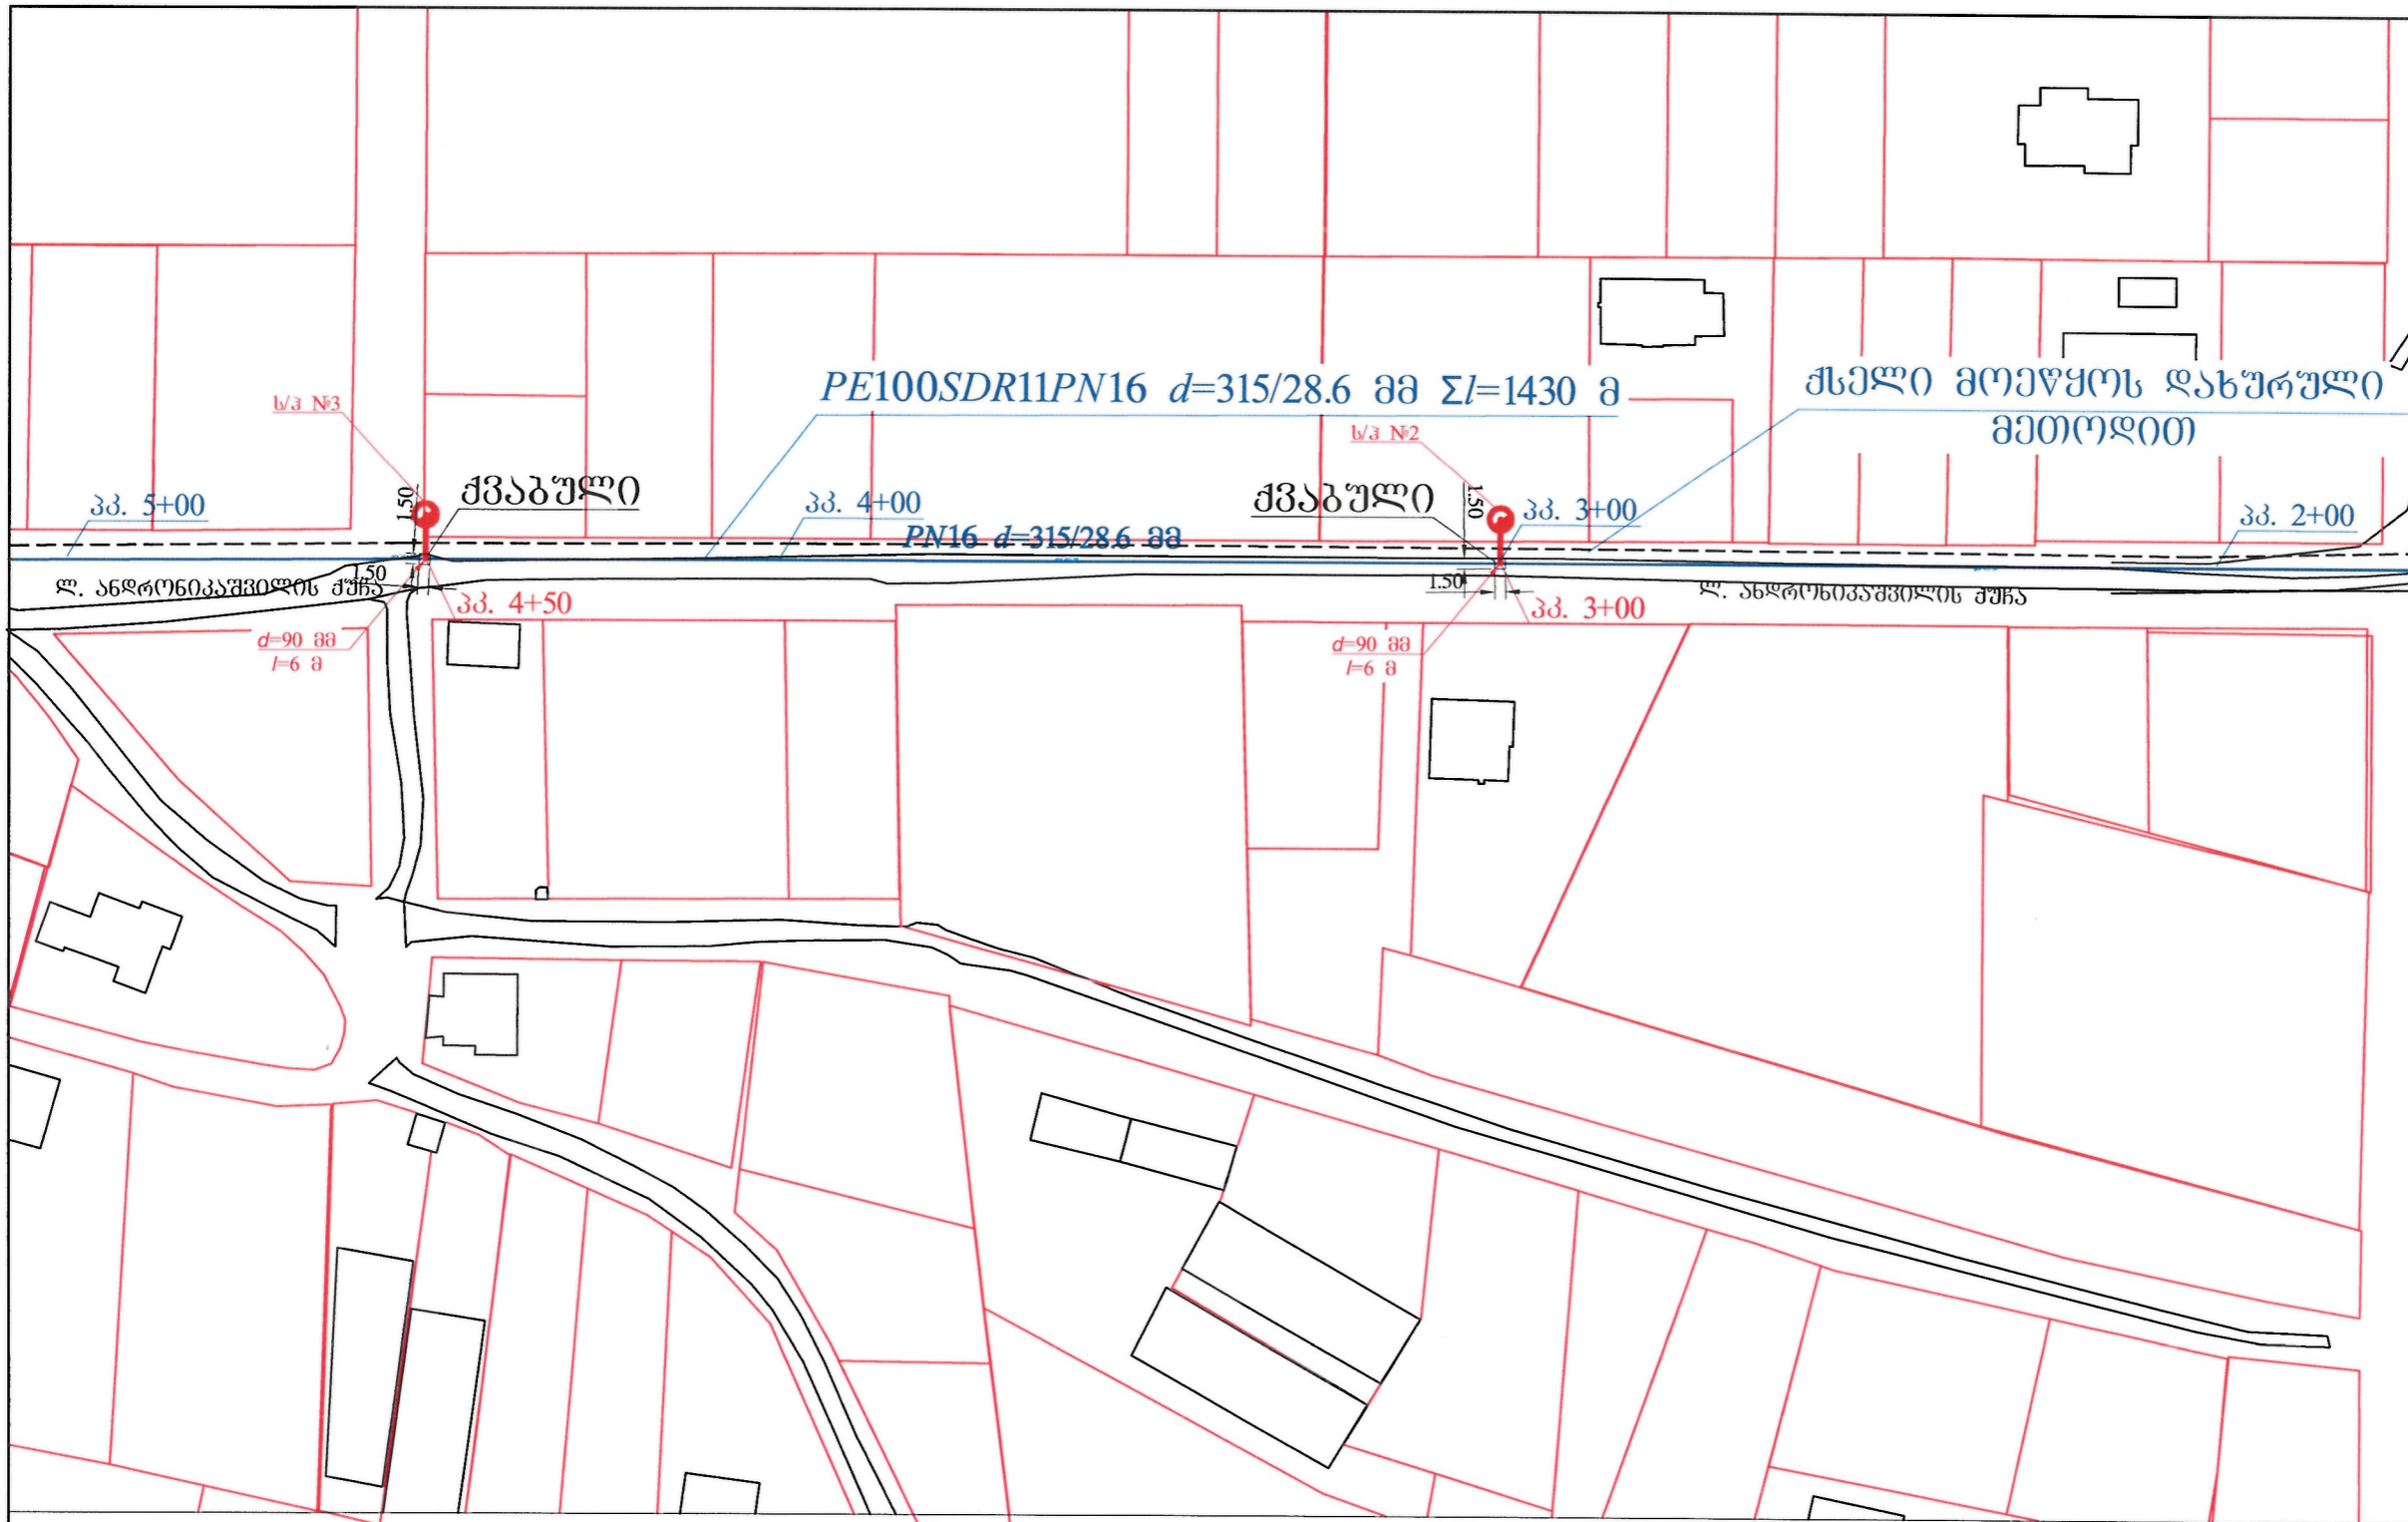 PE100SDR11PN16 d=315/28.6 მმ Σl=1430 მ
ქსელი მოეწყოს დახურული
მეთოდით
ს/ჰ №3
ს/ჰ №2
1.50
ქვაბული
ქვაბული
1.50
პკ. 5+00
პკ. 4+00
პკ. 3+00
პკ. 2+00
PN16 d=315/28.6 მმ
1.50
ლ. ანდრონიკაშვილის ქუჩა
1.50
ლ. ანდრონიკაშვილის ქუჩა
პკ. 4+50
პკ. 3+00
d=90 მმ
l=6 მ
d=90 მმ
l=6 მ